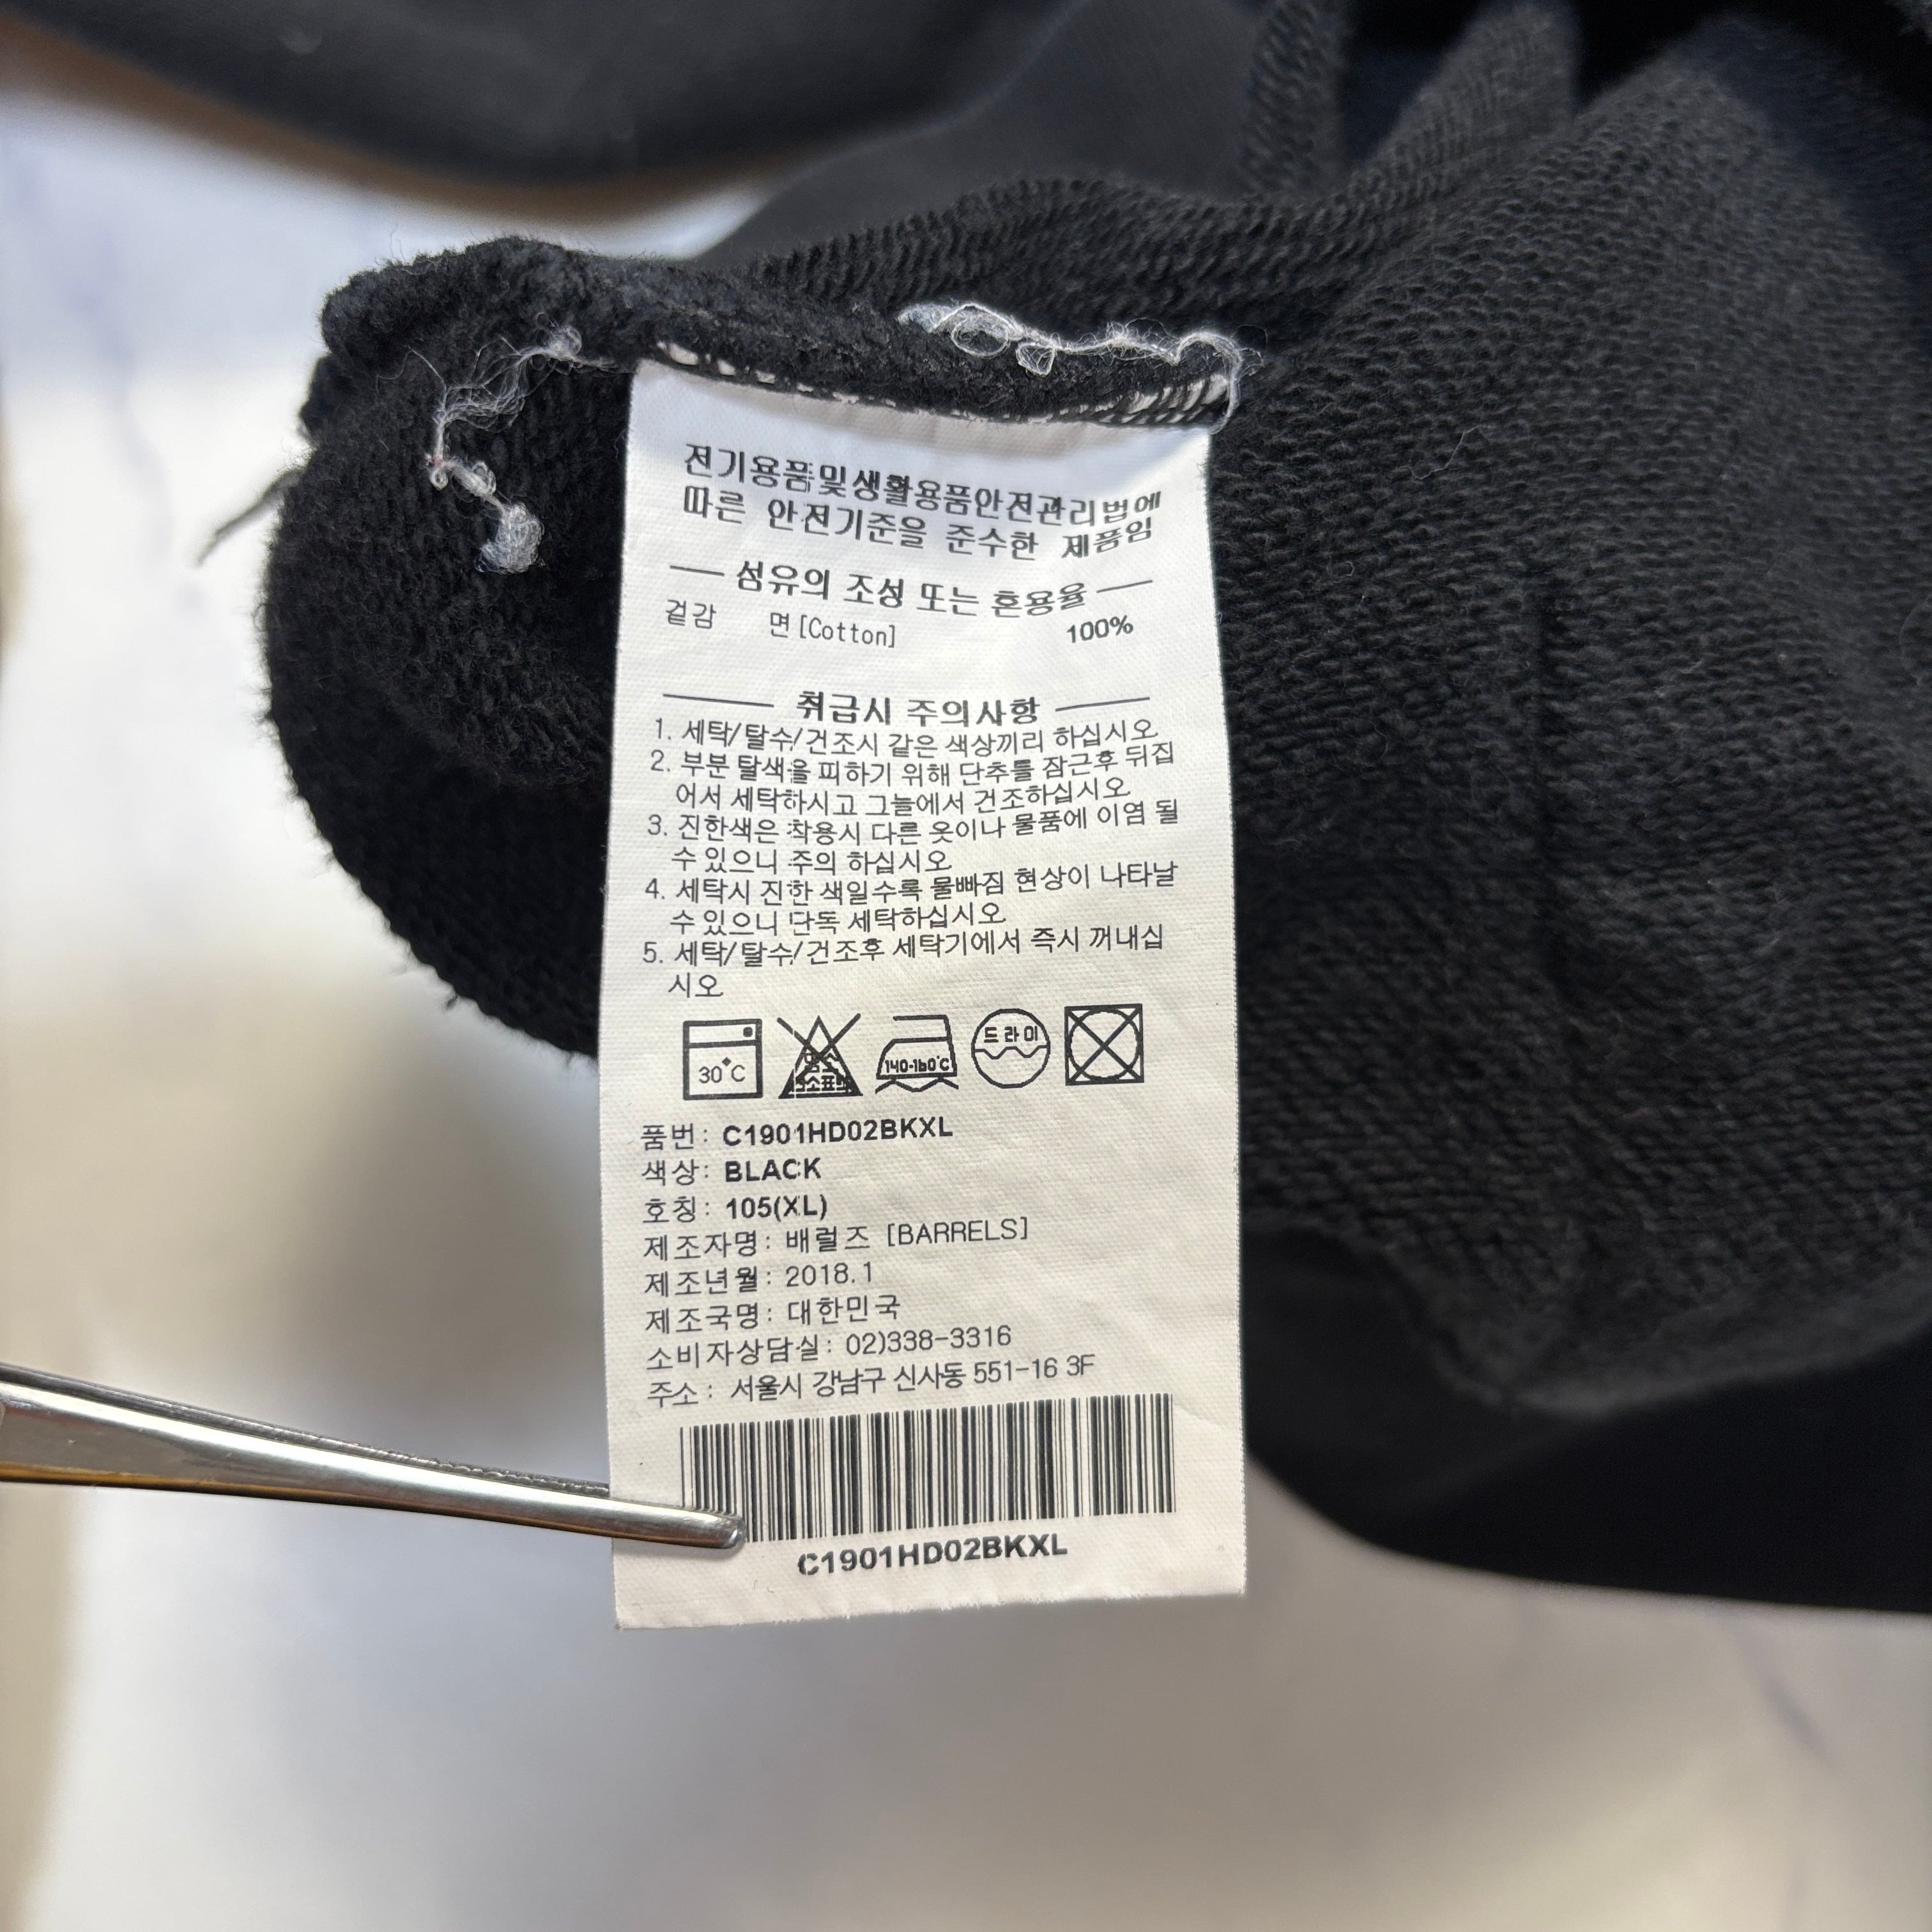 전기용품및생활용품안전관리법에
따른 안전기준을 준수한 제품임
섬유의 조성 또는 혼용율
겉감 면[Cotton] 100%
취급시 주의사항
1. 세탁/탈수/건조시 같은 색상끼리 하십시오
2. 부분 탈색을 피하기 위해 단추틀 잠근후 뒤집
어서 세탁하시고 그늘에서 건조하십시오
3. 진한색은 착용시 다른 옷이나 물품에 이염 될
수 있으니 주의 하십시오
4. 세탁시 진한 색일수록 물빠짐 현상이 나타날
수 있으니 단독 세탁하십시오
5. 세탁/탈수/건조후 세탁기에서 즉시 꺼내십
시오
30°C 140-160°C 드라이
품번: C1901HD02BKXL
색상: BLACK
호칭: 105(XL)
제조자명: 배럴즈 [BARRELS]
제조년월: 2018.1
제조국명: 대한민국
소비자상담실: 02)338-3316
주소: 서울시 강남구 신사동 551-16 3F
C1901HD02BKXL